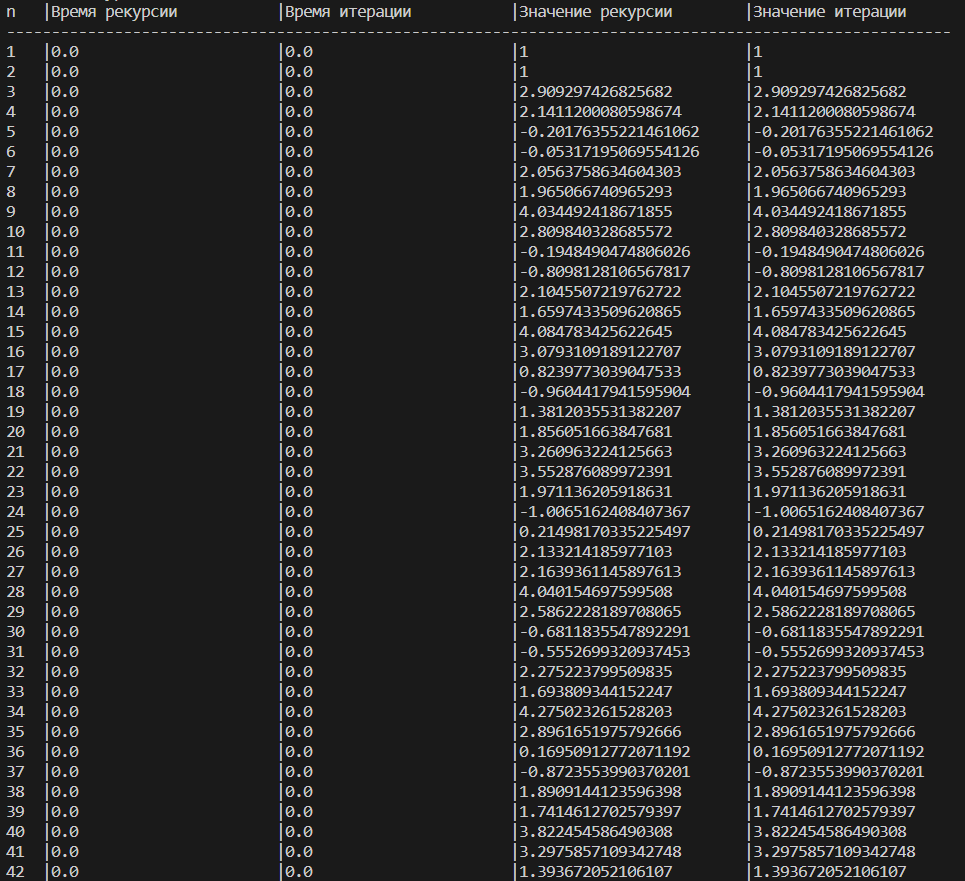 n |Время рекурсии |Время итерации |Значение рекурсии |Значение итерации
----------------------------------------------------------------------------------------------------
1 |0.0 |0.0 |1 |1
2 |0.0 |0.0 |1 |1
3 |0.0 |0.0 |2.909297426825682 |2.909297426825682
4 |0.0 |0.0 |2.1411200080598674 |2.1411200080598674
5 |0.0 |0.0 |-0.20176355221461062 |-0.20176355221461062
6 |0.0 |0.0 |-0.05317195069554126 |-0.05317195069554126
7 |0.0 |0.0 |2.0563758634604303 |2.0563758634604303
8 |0.0 |0.0 |1.965066740965293 |1.965066740965293
9 |0.0 |0.0 |4.034492418671855 |4.034492418671855
10 |0.0 |0.0 |2.809840328685572 |2.809840328685572
11 |0.0 |0.0 |-0.1948490474806026 |-0.1948490474806026
12 |0.0 |0.0 |-0.8098128106567817 |-0.8098128106567817
13 |0.0 |0.0 |2.1045507219762722 |2.1045507219762722
14 |0.0 |0.0 |1.6597433509620865 |1.6597433509620865
15 |0.0 |0.0 |4.084783425622645 |4.084783425622645
16 |0.0 |0.0 |3.0793109189122707 |3.0793109189122707
17 |0.0 |0.0 |0.8239773039047533 |0.8239773039047533
18 |0.0 |0.0 |-0.9604417941595904 |-0.9604417941595904
19 |0.0 |0.0 |1.3812035531382207 |1.3812035531382207
20 |0.0 |0.0 |1.856051663847681 |1.856051663847681
21 |0.0 |0.0 |3.260963224125663 |3.260963224125663
22 |0.0 |0.0 |3.552876089972391 |3.552876089972391
23 |0.0 |0.0 |1.971136205918631 |1.971136205918631
24 |0.0 |0.0 |-1.0065162408407367 |-1.0065162408407367
25 |0.0 |0.0 |0.21498170335225497 |0.21498170335225497
26 |0.0 |0.0 |2.133214185977103 |2.133214185977103
27 |0.0 |0.0 |2.1639361145897613 |2.1639361145897613
28 |0.0 |0.0 |4.040154697599508 |4.040154697599508
29 |0.0 |0.0 |2.5862228189708065 |2.5862228189708065
30 |0.0 |0.0 |-0.6811835547892291 |-0.6811835547892291
31 |0.0 |0.0 |-0.5552699320937453 |-0.5552699320937453
32 |0.0 |0.0 |2.275223799509835 |2.275223799509835
33 |0.0 |0.0 |1.693809344152247 |1.693809344152247
34 |0.0 |0.0 |4.275023261528203 |4.275023261528203
35 |0.0 |0.0 |2.8961651975792666 |2.8961651975792666
36 |0.0 |0.0 |0.16950912772071192 |0.16950912772071192
37 |0.0 |0.0 |-0.8723553990370201 |-0.8723553990370201
38 |0.0 |0.0 |1.8909144123596398 |1.8909144123596398
39 |0.0 |0.0 |1.7414612702579397 |1.7414612702579397
40 |0.0 |0.0 |3.822454586490308 |3.822454586490308
41 |0.0 |0.0 |3.2975857109342748 |3.2975857109342748
42 |0.0 |0.0 |1.393672052106107 |1.393672052106107